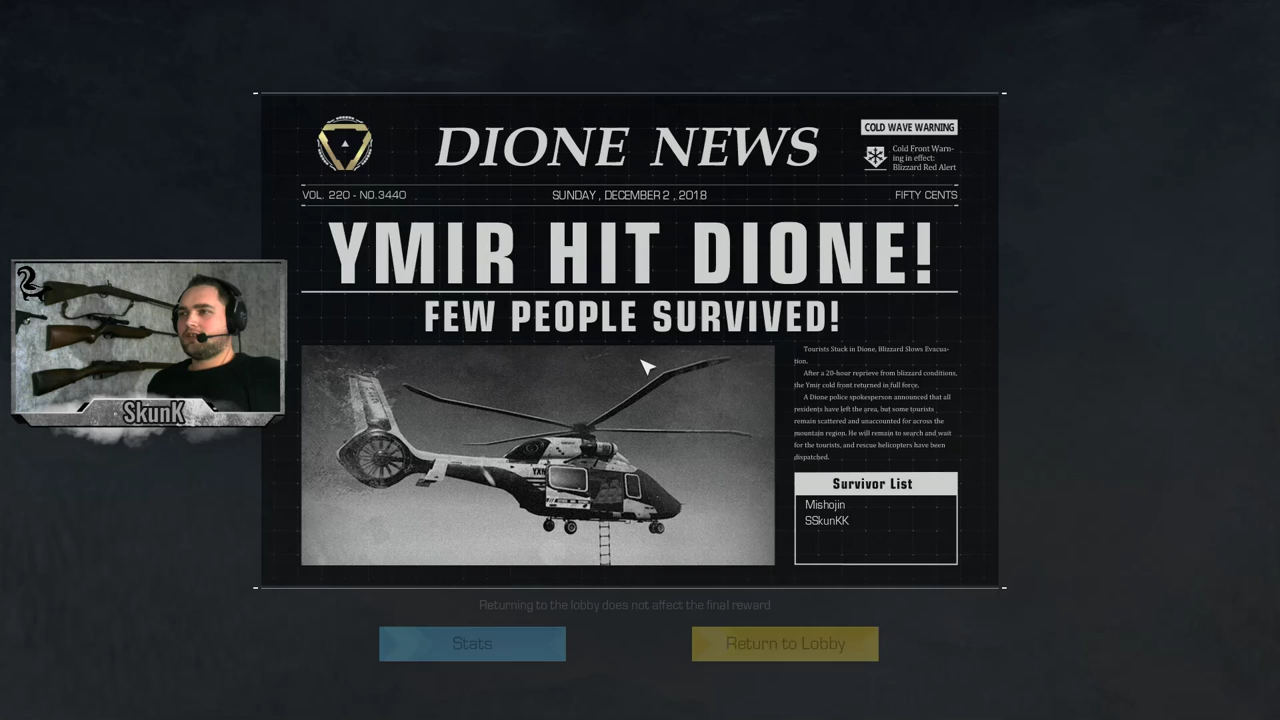 DIONE NEWS
COLD WAVE WARNING
Cold Front Warn-
ing in effect:
Blizzard Red Alert
VOL. 220 - NO.3440
SUNDAY , DECEMBER 2 , 2018
FIFTY CENTS
YMIR HIT DIONE!
FEW PEOPLE SURVIVED!
SkunK
Tourists Stuck in Dione, Blizzard Slows Evacua-
tion.
After a 20-hour reprieve from blizzard conditions,
the Ymir cold front returned in full force.
A Dione police spokesperson announced that all
residents have left the area, but some tourists
remain scattered and unaccounted for across the
mountain region. He will remain to search and wait
for the tourists, and rescue helicopters have been
dispatched.
Survivor List
Mishojin
SSkunKK
Returning to the lobby does not affect the final reward
Stats
Return to Lobby